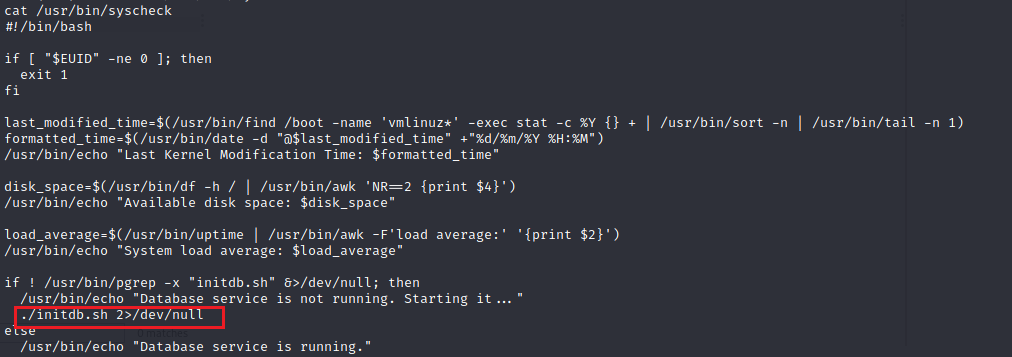 cat /usr/bin/syscheck
#!/bin/bash
if [ "$EUID" -ne 0 ]; then
  exit 1
fi
last_modified_time=$(/usr/bin/find /boot -name 'vmlinuz*' -exec stat -c %Y {} + | /usr/bin/sort -n | /usr/bin/tail -n 1)
formatted_time=$(/usr/bin/date -d "@$last_modified_time" +"%d/%m/%Y %H:%M")
/usr/bin/echo "Last Kernel Modification Time: $formatted_time"
disk_space=$(/usr/bin/df -h / | /usr/bin/awk 'NR==2 {print $4}')
/usr/bin/echo "Available disk space: $disk_space"
load_average=$(/usr/bin/uptime | /usr/bin/awk -F'load average:' '{print $2}')
/usr/bin/echo "System load average: $load_average"
if ! /usr/bin/pgrep -x "initdb.sh" &>/dev/null; then
  /usr/bin/echo "Database service is not running. Starting it..."
  ./initdb.sh 2>/dev/null
else
  /usr/bin/echo "Database service is running."